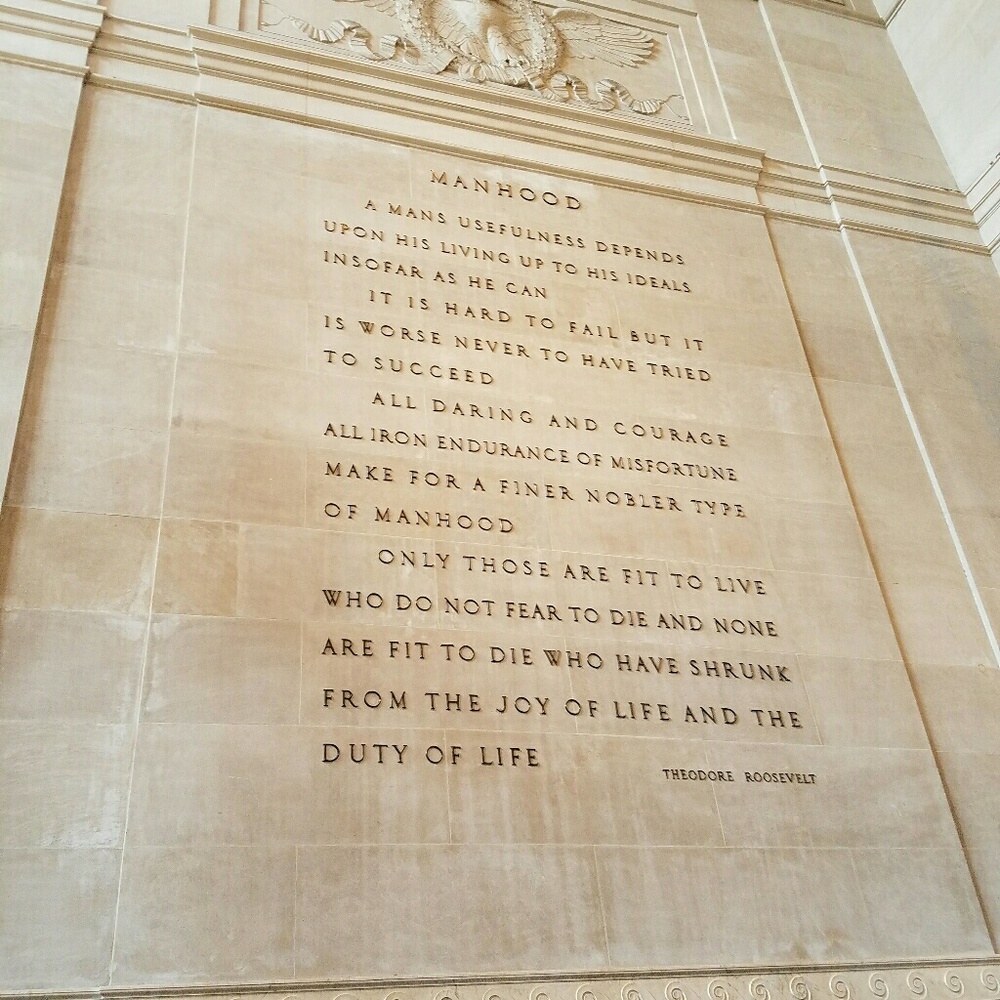 MANHOOD
A MANS USEFULNESS DEPENDS
UPON HIS LIVING UP TO HIS IDEALS
INSOFAR AS HE CAN
IT IS HARD TO FAIL BUT IT
IS WORSE NEVER TO HAVE TRIED
TO SUCCEED
ALL DARING AND COURAGE
ALL IRON ENDURANCE OF MISFORTUNE
MAKE FOR A FINER NOBLER TYPE
OF MANHOOD
ONLY THOSE ARE FIT TO LIVE
WHO DO NOT FEAR TO DIE AND NONE
ARE FIT TO DIE WHO HAVE SHRUNK
FROM THE JOY OF LIFE AND THE
DUTY OF LIFE
THEODORE ROOSEVELT